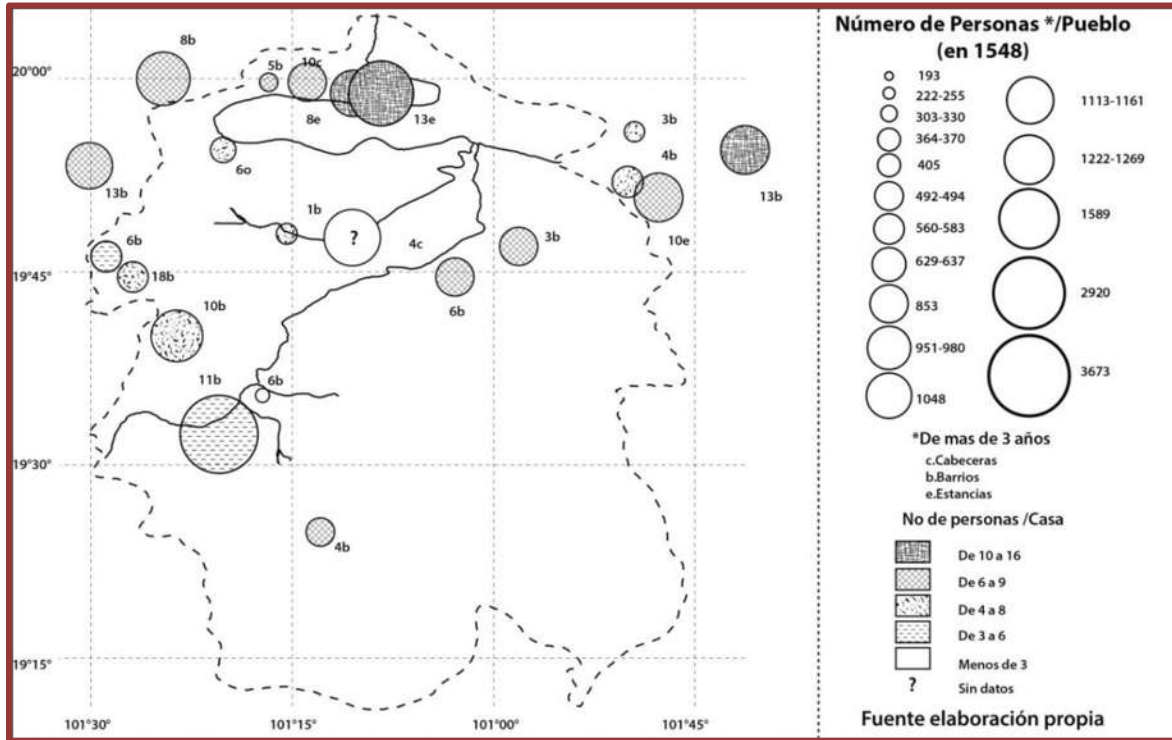 20°00'
19°45'
19°30'
19°15'
101°30'
101°15'
101°00'
101°45'
8b
5b
10c
8e
13e
3b
4b
13b
6o
13b
1b
?
4c
3b
10e
6b
18b
6b
10b
11b
6b
4b
Número de Personas */Pueblo
(en 1548)
193
222-255
303-330
364-370
405
492-494
560-583
629-637
853
951-980
1048
1113-1161
1222-1269
1589
2920
3673
*De mas de 3 años
c.Cabeceras
b.Barrios
e.Estancias
No de personas /Casa
De 10 a 16
De 6 a 9
De 4 a 8
De 3 a 6
Menos de 3
? Sin datos
Fuente elaboración propia